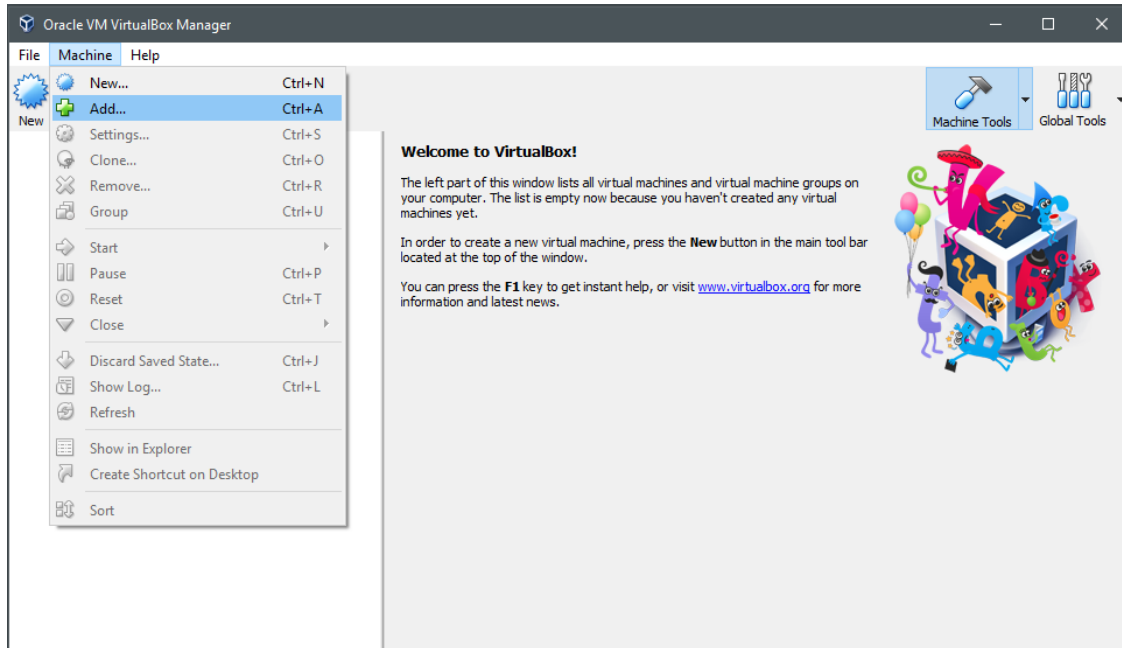 Oracle VM VirtualBox Manager
File Machine Help
New
New... Ctrl+N
Add... Ctrl+A
Settings... Ctrl+S
Clone... Ctrl+O
Remove... Ctrl+R
Group Ctrl+U
Start
Pause Ctrl+P
Reset Ctrl+T
Close
Discard Saved State... Ctrl+J
Show Log... Ctrl+L
Refresh
Show in Explorer
Create Shortcut on Desktop
Sort
Machine Tools
Global Tools
Welcome to VirtualBox!
The left part of this window lists all virtual machines and virtual machine groups on
your computer. The list is empty now because you haven't created any virtual
machines yet.
In order to create a new virtual machine, press the New button in the main tool bar
located at the top of the window.
You can press the F1 key to get instant help, or visit www.virtualbox.org for more
information and latest news.